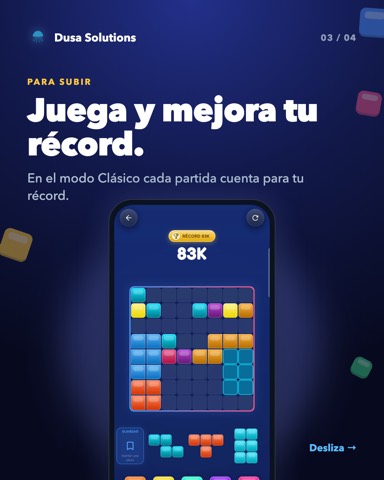 Dusa Solutions
03 / 04
PARA SUBIR
Juega y mejora tu
récord.
En el modo Clásico cada partida cuenta para tu
récord.
RÉCORD 83K
83K
Desliza →